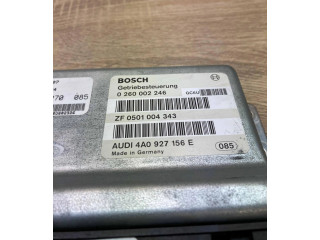 BOSCH
Getriebesteuerung
0 260 002 246
ZF 0501 004 343
AUDI 4A0 927 156 E
Made in Germany
085
70 085